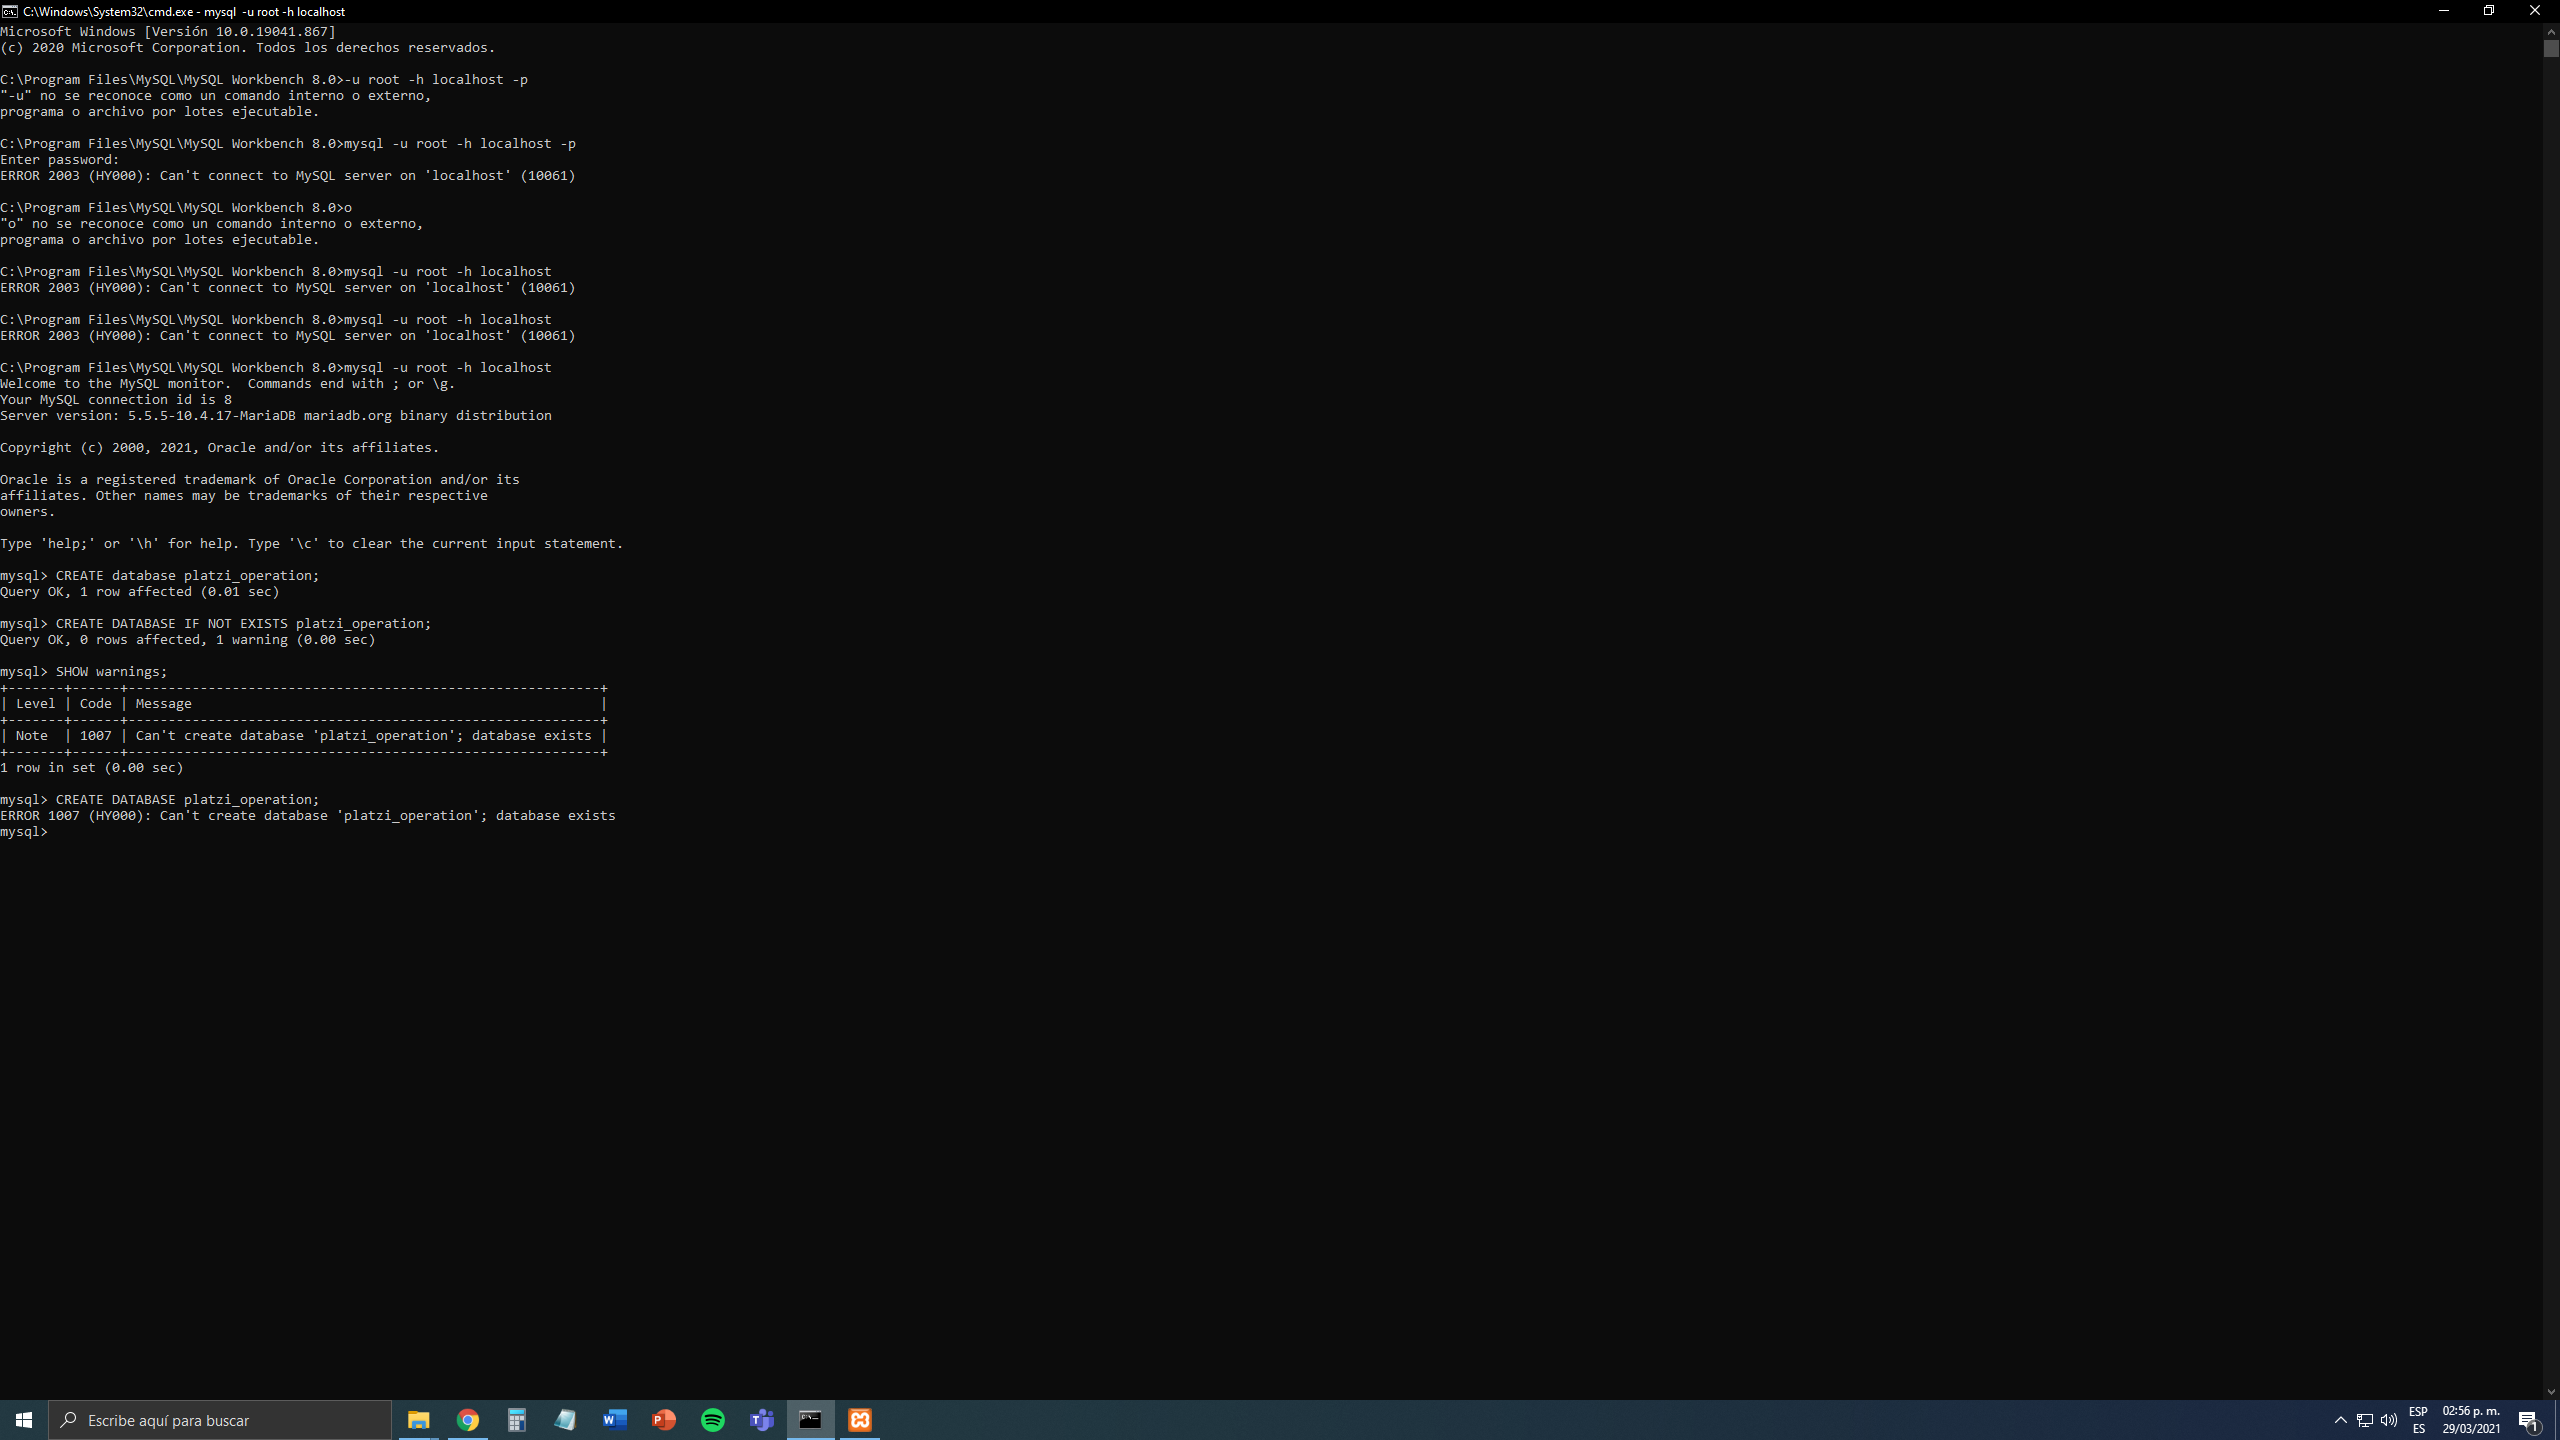 C:\Windows\System32\cmd.exe - mysql  -u root -h localhost
Microsoft Windows [Versión 10.0.19041.867]
(c) 2020 Microsoft Corporation. Todos los derechos reservados.
C:\Program Files\MySQL\MySQL Workbench 8.0>-u root -h localhost -p
"-u" no se reconoce como un comando interno o externo,
programa o archivo por lotes ejecutable.
C:\Program Files\MySQL\MySQL Workbench 8.0>mysql -u root -h localhost -p
Enter password:
ERROR 2003 (HY000): Can't connect to MySQL server on 'localhost' (10061)
C:\Program Files\MySQL\MySQL Workbench 8.0>o
"o" no se reconoce como un comando interno o externo,
programa o archivo por lotes ejecutable.
C:\Program Files\MySQL\MySQL Workbench 8.0>mysql -u root -h localhost
ERROR 2003 (HY000): Can't connect to MySQL server on 'localhost' (10061)
C:\Program Files\MySQL\MySQL Workbench 8.0>mysql -u root -h localhost
ERROR 2003 (HY000): Can't connect to MySQL server on 'localhost' (10061)
C:\Program Files\MySQL\MySQL Workbench 8.0>mysql -u root -h localhost
Welcome to the MySQL monitor.  Commands end with ; or \g.
Your MySQL connection id is 8
Server version: 5.5.5-10.4.17-MariaDB mariadb.org binary distribution
Copyright (c) 2000, 2021, Oracle and/or its affiliates.
Oracle is a registered trademark of Oracle Corporation and/or its
affiliates. Other names may be trademarks of their respective
owners.
Type 'help;' or '\h' for help. Type '\c' to clear the current input statement.
mysql> CREATE database platzi_operation;
Query OK, 1 row affected (0.01 sec)
mysql> CREATE DATABASE IF NOT EXISTS platzi_operation;
Query OK, 0 rows affected, 1 warning (0.00 sec)
mysql> SHOW warnings;
+-------+------+-----------------------------------------------------------+
| Level | Code | Message                                                   |
+-------+------+-----------------------------------------------------------+
| Note  | 1007 | Can't create database 'platzi_operation'; database exists |
+-------+------+-----------------------------------------------------------+
1 row in set (0.00 sec)
mysql> CREATE DATABASE platzi_operation;
ERROR 1007 (HY000): Can't create database 'platzi_operation'; database exists
mysql>
Escribe aquí para buscar
ESP
ES
02:56 p. m.
29/03/2021
1